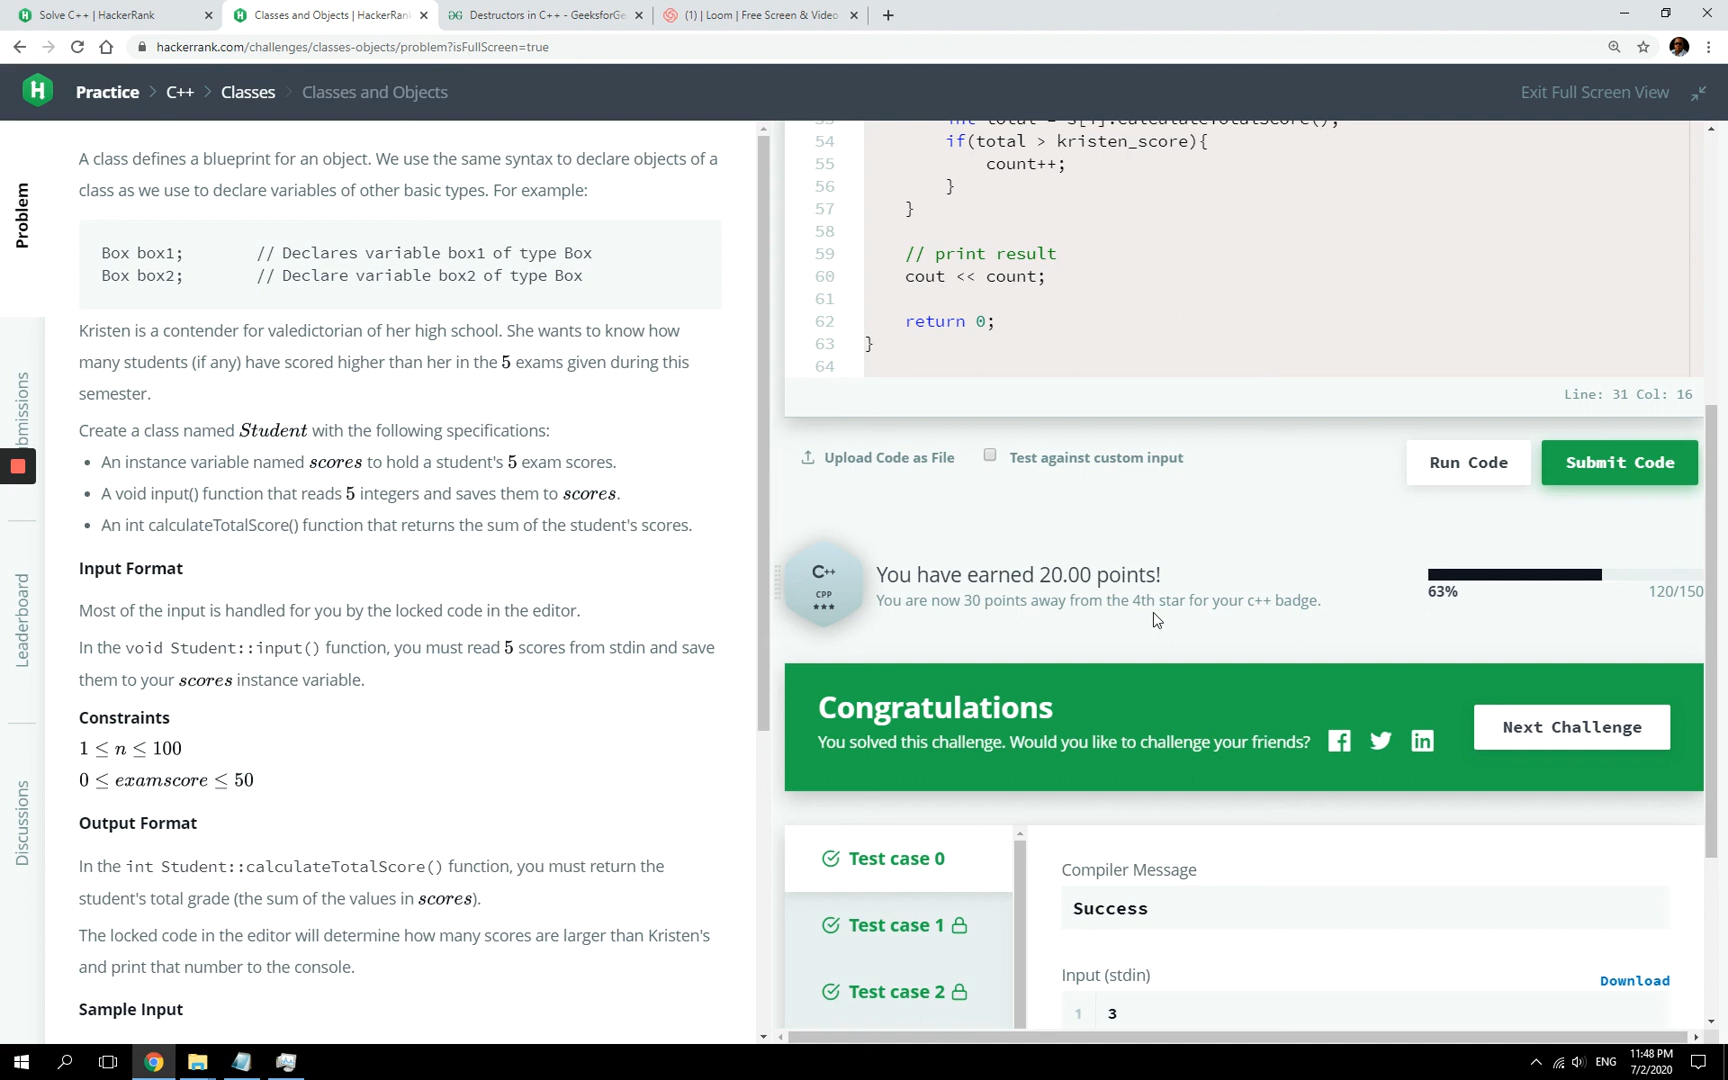 Solve C++ | HackerRank
Classes and Objects | HackerRank
Destructors in C++ - GeeksforGe
(1) | Loom | Free Screen & Video
hackerrank.com/challenges/classes-objects/problem?isFullScreen=true
Practice > C++ > Classes > Classes and Objects
Exit Full Screen View
Problem
Submissions
Leaderboard
Discussions
A class defines a blueprint for an object. We use the same syntax to declare objects of a
class as we use to declare variables of other basic types. For example:
Box box1; // Declares variable box1 of type Box
Box box2; // Declare variable box2 of type Box
Kristen is a contender for valedictorian of her high school. She wants to know how
many students (if any) have scored higher than her in the 5 exams given during this
semester.
Create a class named Student with the following specifications:
• An instance variable named scores to hold a student's 5 exam scores.
• A void input() function that reads 5 integers and saves them to scores.
• An int calculateTotalScore() function that returns the sum of the student's scores.
Input Format
Most of the input is handled for you by the locked code in the editor.
In the void Student::input() function, you must read 5 scores from stdin and save
them to your scores instance variable.
Constraints
1 ≤ n ≤ 100
0 ≤ examscore ≤ 50
Output Format
In the int Student::calculateTotalScore() function, you must return the
student's total grade (the sum of the values in scores).
The locked code in the editor will determine how many scores are larger than Kristen's
and print that number to the console.
Sample Input
53 int total = s[i].calculateTotalScore();
54 if(total > kristen_score){
55 count++;
56 }
57 }
58
59 // print result
60 cout << count;
61
62 return 0;
63 }
64
Line: 31 Col: 16
Upload Code as File
Test against custom input
Run Code
Submit Code
C++
CPP
★★★
You have earned 20.00 points!
You are now 30 points away from the 4th star for your c++ badge.
63% 120/150
Congratulations
You solved this challenge. Would you like to challenge your friends?
Next Challenge
Test case 0
Test case 1
Test case 2
Compiler Message
Success
Input (stdin)
Download
1 3
ENG
11:48 PM
7/2/2020